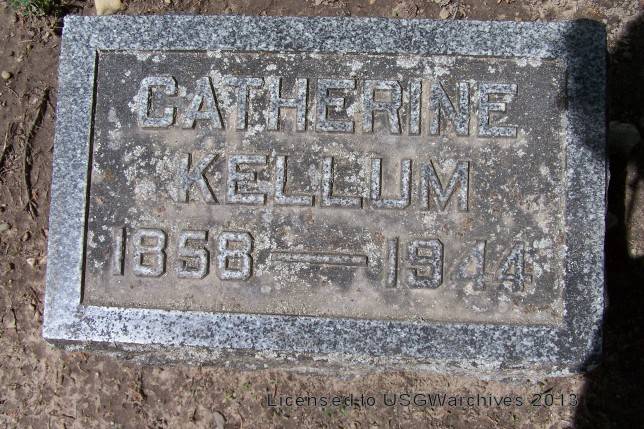 CATHERINE
KELLUM
1858 — 1944
Licensed to USGWarchives 2013